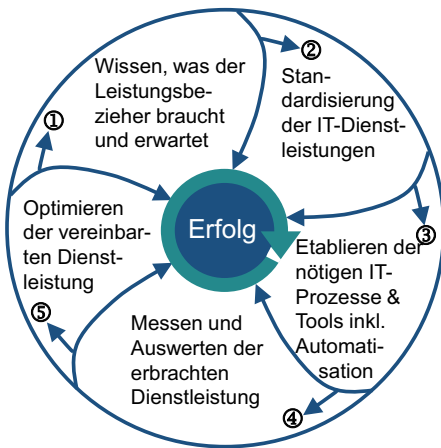 ①
Wissen, was der
Leistungsbe-
zieher braucht
und erwartet
②
Stan-
dardisierung
der IT-Dienst-
leistungen
③
Etablieren der
nötigen IT-
Prozesse &
Tools inkl.
Automati-
sation
④
Messen und
Auswerten der
erbrachten
Dienstleistung
⑤
Optimieren
der vereinbar-
ten Dienst-
leistung
Erfolg